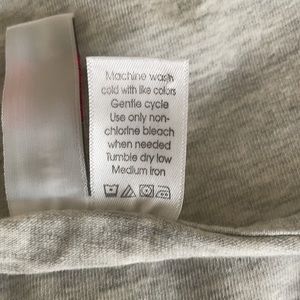 Machine wash
cold with like colors
Gentle cycle
Use only non-
chlorine bleach
when needed
Tumble dry low
Medium iron